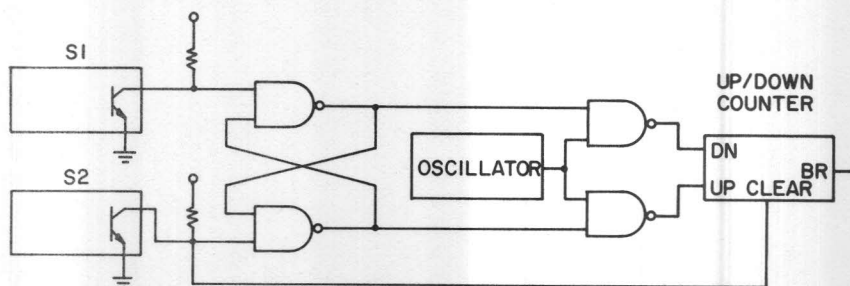 S1
S2
OSCILLATOR
UP/DOWN
COUNTER
DN
BR
UP CLEAR